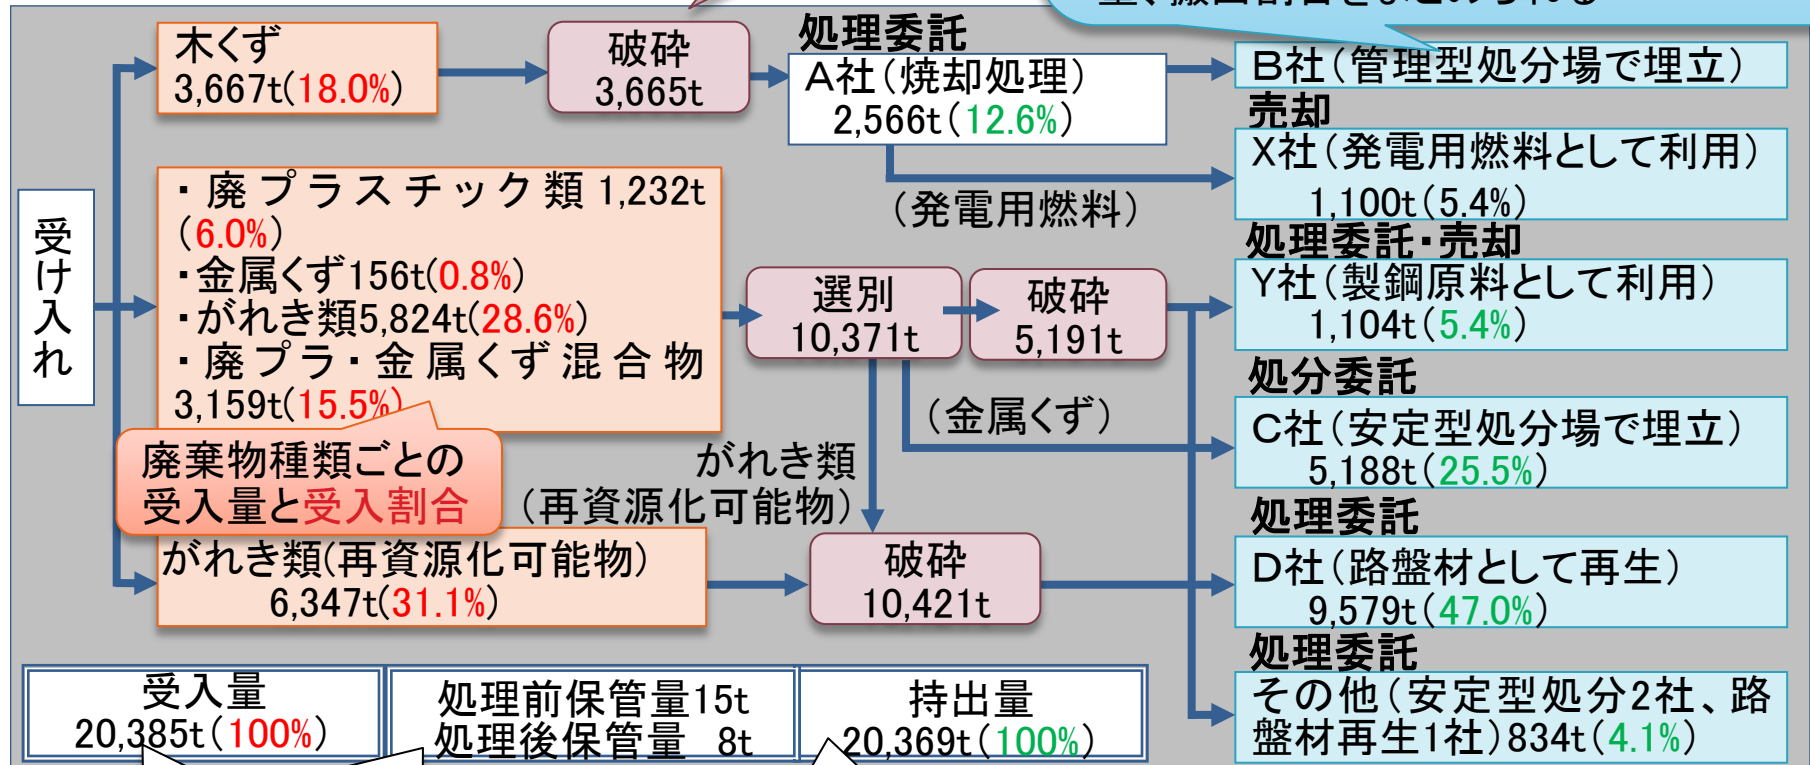 処理委託
木くず
3,667t(18.0%)
破砕
3,665t
A社(焼却処理)
2,566t(12.6%)
B社(管理型処分場で埋立)
売却
X社(発電用燃料として利用)
1,100t(5.4%)
(発電用燃料)
受け入れ
・廃プラスチック類1,232t
(6.0%)
・金属くず156t(0.8%)
・がれき類5,824t(28.6%)
・廃プラ・金属くず混合物
3,159t(15.5%)
選別
10,371t
破砕
5,191t
処理委託・売却
Y社(製鋼原料として利用)
1,104t(5.4%)
処分委託
(金属くず)
C社(安定型処分場で埋立)
5,188t(25.5%)
廃棄物種類ごとの
受入量と受入割合
がれき類
(再資源化可能物)
がれき類(再資源化可能物)
6,347t(31.1%)
破砕
10,421t
処理委託
D社(路盤材として再生)
9,579t(47.0%)
処理委託
その他(安定型処分2社、路
盤材再生1社)834t(4.1%)
受入量
20,385t(100%)
処理前保管量15t
処理後保管量 8t
持出量
20,369t(100%)